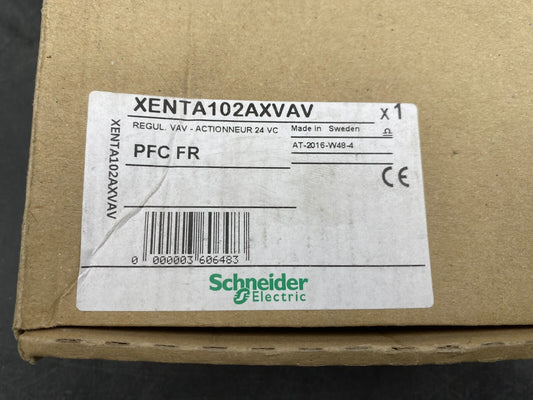 XENTA102AXVAV
x 1
REGUL. VAV - ACTIONNEUR 24 VC
Made in Sweden
PFC FR
AT-2016-W48-4
CE
XENTA102AXVAV
0 000003 606483
Schneider
Electric